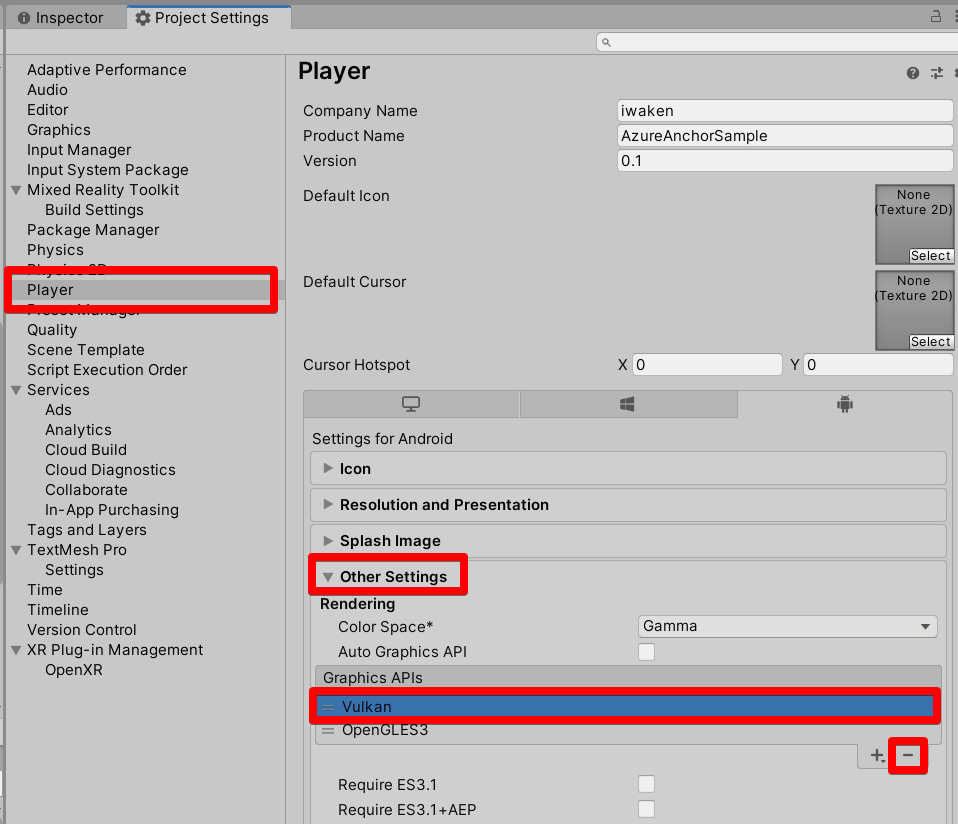 Inspector
Project Settings
Adaptive Performance
Audio
Editor
Graphics
Input Manager
Input System Package
Mixed Reality Toolkit
Build Settings
Package Manager
Physics
Physics 2D
Player
Preset Manager
Quality
Scene Template
Script Execution Order
Services
Ads
Analytics
Cloud Build
Cloud Diagnostics
Collaborate
In-App Purchasing
Tags and Layers
TextMesh Pro
Settings
Time
Timeline
Version Control
XR Plug-in Management
OpenXR
Player
Company Name iwaken
Product Name AzureAnchorSample
Version 0.1
Default Icon
None
(Texture 2D)
Select
Default Cursor
None
(Texture 2D)
Select
Cursor Hotspot X 0 Y 0
Settings for Android
Icon
Resolution and Presentation
Splash Image
Other Settings
Rendering
Color Space* Gamma
Auto Graphics API
Graphics APIs
Vulkan
OpenGLES3
Require ES3.1
Require ES3.1+AEP